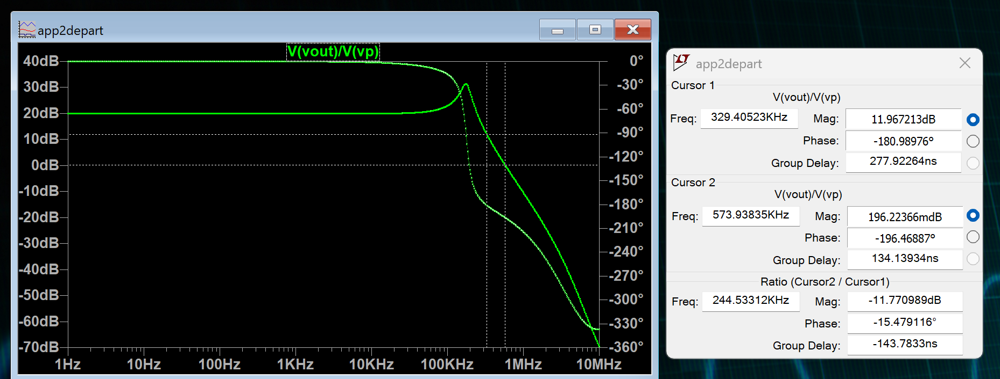 app2depart
V(vout)/V(vp)
40dB
30dB
20dB
10dB
0dB
-10dB
-20dB
-30dB
-40dB
-50dB
-60dB
-70dB
0°
-30°
-60°
-90°
-120°
-150°
-180°
-210°
-240°
-270°
-300°
-330°
-360°
1Hz 10Hz 100Hz 1KHz 10KHz 100KHz 1MHz 10MHz
app2depart
Cursor 1
V(vout)/V(vp)
Freq: 329.40523KHz Mag: 11.967213dB
Phase: -180.98976°
Group Delay: 277.92264ns
Cursor 2
V(vout)/V(vp)
Freq: 573.93835KHz Mag: 196.22366mdB
Phase: -196.46887°
Group Delay: 134.13934ns
Ratio (Cursor2 / Cursor1)
Freq: 244.53312KHz Mag: -11.770989dB
Phase: -15.479116°
Group Delay: -143.7833ns